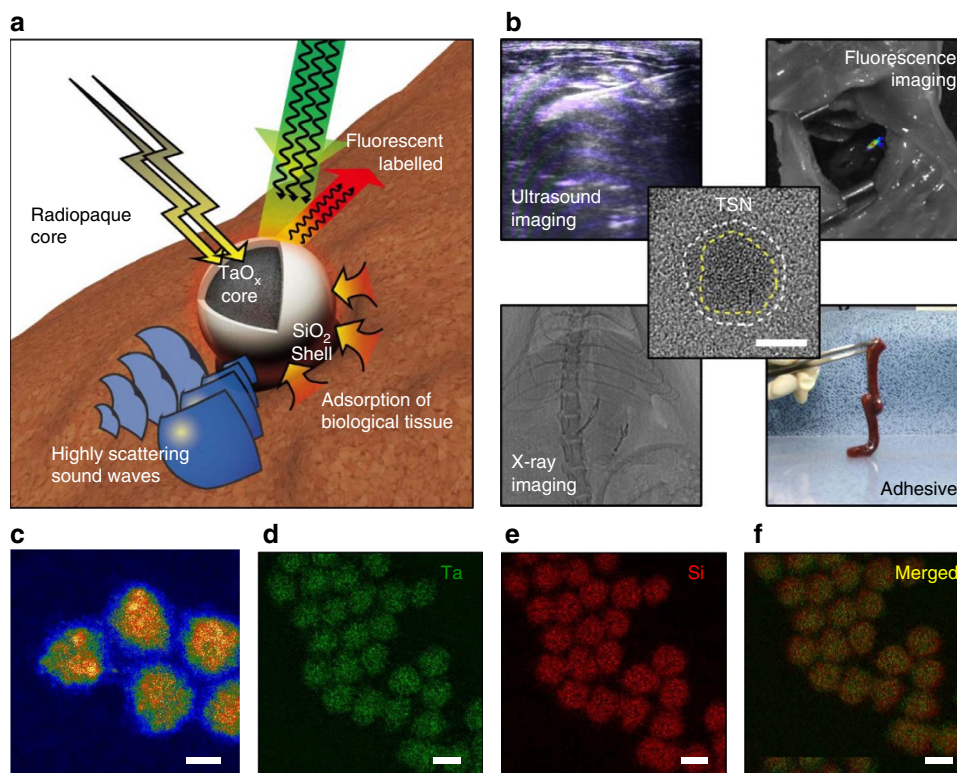 a
Fluorescent
labelled
Radiopaque
core
TaOₓ
core
SiO₂
Shell
Adsorption of
biological tissue
Highly scattering
sound waves
b
Ultrasound
imaging
Fluorescence
imaging
TSN
X-ray
imaging
Adhesive
c
d
Ta
e
Si
f
Merged